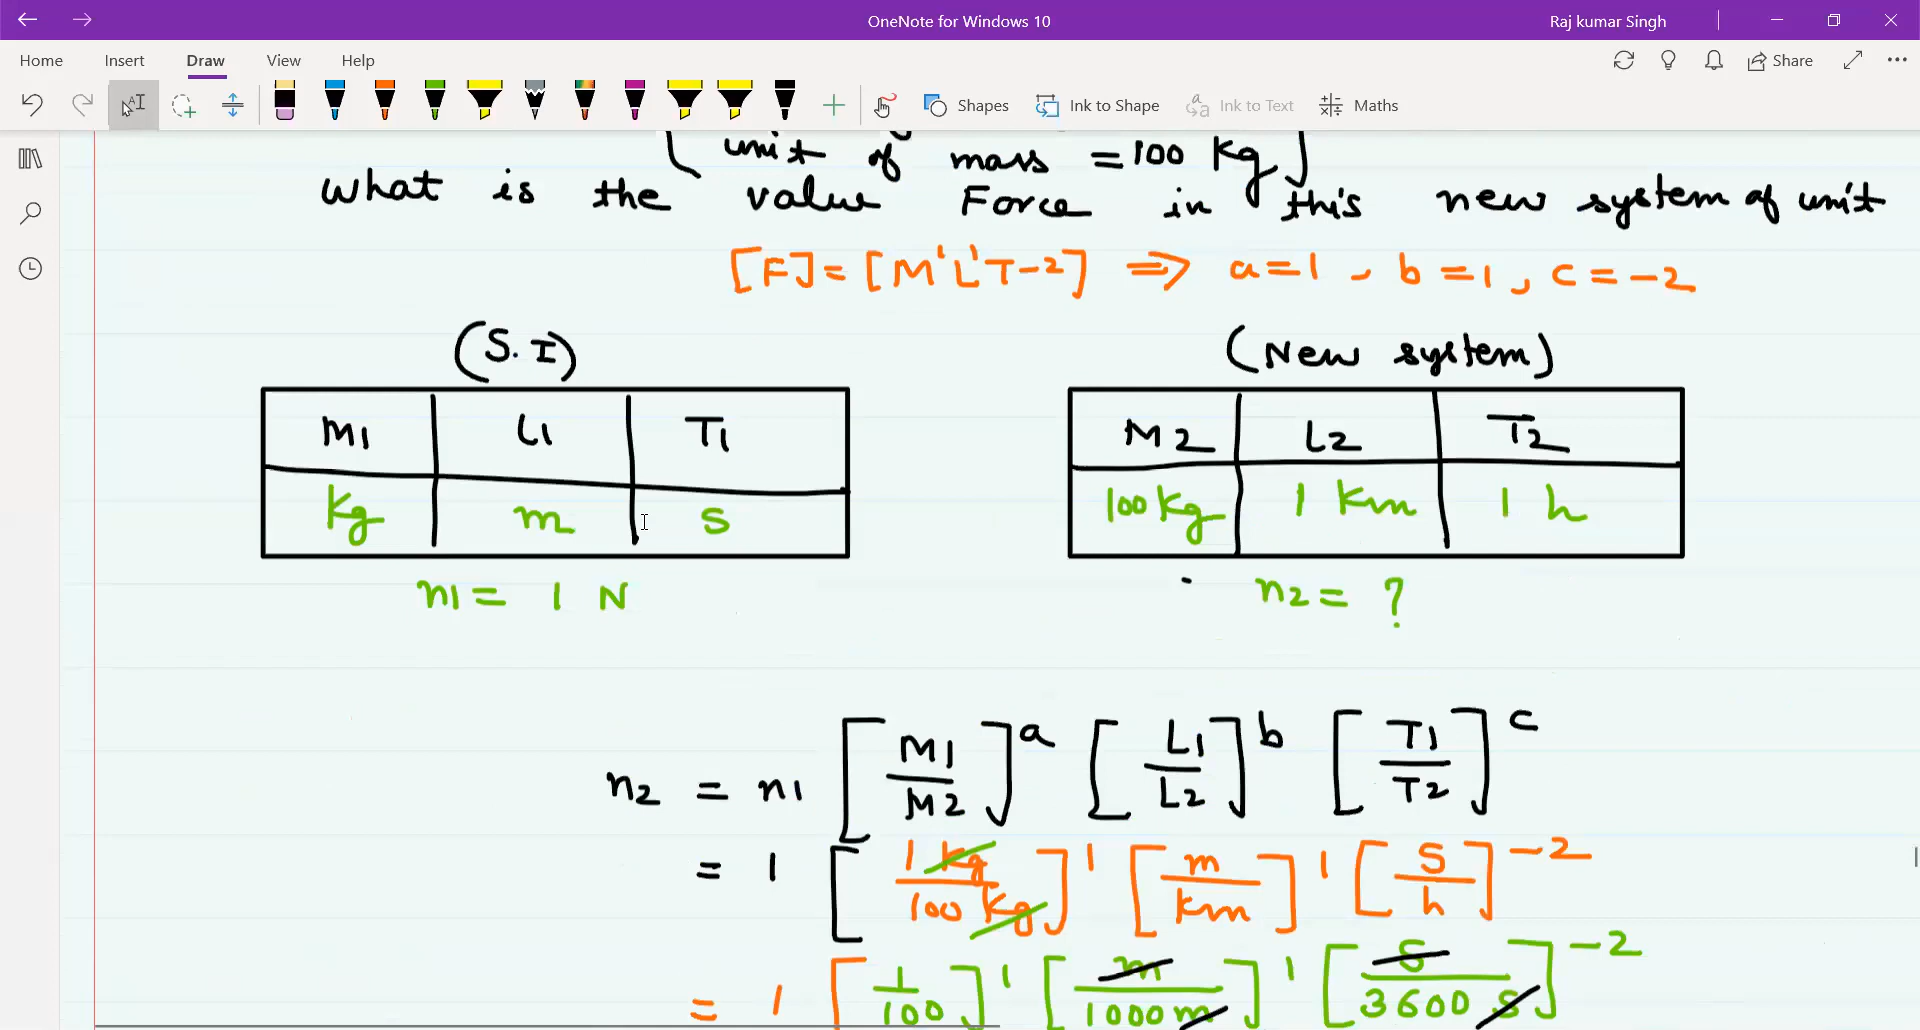 OneNote for Windows 10
Raj kumar Singh
Home Insert Draw View Help
Share
Shapes Ink to Shape Ink to Text Maths
unit of mass = 100 kg
what is the value Force in this new system of unit
[F] = [M¹L¹T-2] ⇒ a=1 , b=1, c=-2
(S.I)
(New system)
M1 L1 T1
M2 L2 T2
kg m s
100 kg 1 km 1 h
n1 = 1 N
n2 = ?
n2 = n1 [M1/M2]^a [L1/L2]^b [T1/T2]^c
= 1 [1 kg/100 kg]^1 [m/km]^1 [s/h]^-2
= 1 [1/100]^1 [m/1000 m]^1 [s/3600 s]^-2